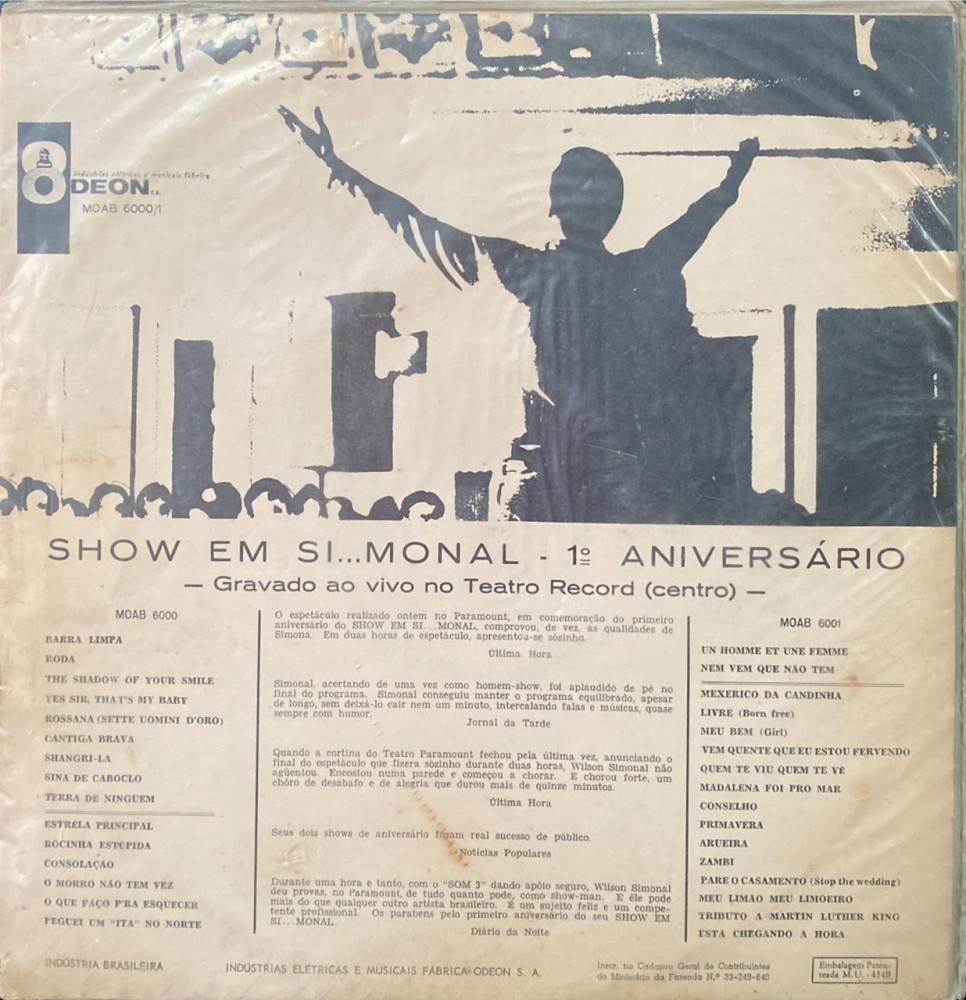 indústrias elétricas e musicais fábrica
ODEON S.A.
MOAB 6000/1
SHOW EM SI...MONAL - 1º ANIVERSÁRIO
— Gravado ao vivo no Teatro Record (centro) —
MOAB 6000
BARRA LIMPA
RODA
THE SHADOW OF YOUR SMILE
YES SIR, THAT'S MY BABY
ROSSANA (SETTE UOMINI D'ORO)
CANTIGA BRAVA
SHANGRI-LA
SINA DE CABOCLO
TERRA DE NINGUEM
ESTRÊLA PRINCIPAL
ROCINHA ESTÚPIDA
CONSOLAÇÃO
O MORRO NÃO TEM VEZ
O QUE FAÇO P'RA ESQUECER
PEGUEI UM "ITA" NO NORTE
O espetáculo realizado ontem no Paramount, em comemoração do primeiro
aniversário do SHOW EM SI...MONAL, comprovou, de vez, as qualidades de
Simona. Em duas horas de espetáculo, apresentou-se sòzinho.
Última Hora
Simonal, acertando de uma vez como homem-show, foi aplaudido de pé no
final do programa. Simonal conseguiu manter o programa equilibrado, apesar
de longo, sem deixá-lo cair nem um minuto, intercalando falas e músicas, quase
sempre com humor.
Jornal da Tarde
Quando a cortina do Teatro Paramount fechou pela última vez, anunciando o
final do espetáculo que fizera sòzinho durante duas horas, Wilson Simonal não
agüentou. Encostou numa parede e começou a chorar. E chorou forte, um
chôro de desabafo e de alegria que durou mais de quinze minutos.
Última Hora
Seus dois shows de aniversário foram real sucesso de público.
Noticias Populares
Durante uma hora e tanto, com o "SOM 3" dando apôio seguro, Wilson Simonal
deu provas, no Paramount, de tudo quanto pode, como show-man. E êle pode
mais do que qualquer outro artista brasileiro. É um sujeito feliz e um compe-
tente profissional. Os parabens pelo primeiro aniversário do seu SHOW EM
SI...MONAL.
Diário da Noite
MOAB 6001
UN HOMME ET UNE FEMME
NEM VEM QUE NÃO TEM
MEXERICO DA CANDINHA
LIVRE (Born free)
MEU BEM (Girl)
VEM QUENTE QUE EU ESTOU FERVENDO
QUEM TE VIU QUEM TE VÊ
MADALENA FOI PRO MAR
CONSELHO
PRIMAVERA
ARUEIRA
ZAMBI
PARE O CASAMENTO (Stop the wedding)
MEU LIMÃO MEU LIMOEIRO
TRIBUTO A MARTIN LUTHER KING
ESTÁ CHEGANDO A HORA
INDÚSTRIA BRASILEIRA
INDÚSTRIAS ELÉTRICAS E MUSICAIS FÁBRICA ODEON S. A.
Inscr. no Cadastro Geral de Contribuintes
do Ministério da Fazenda N.º 33-249-640
Embalagem Paten-
teada M.U. - 4149